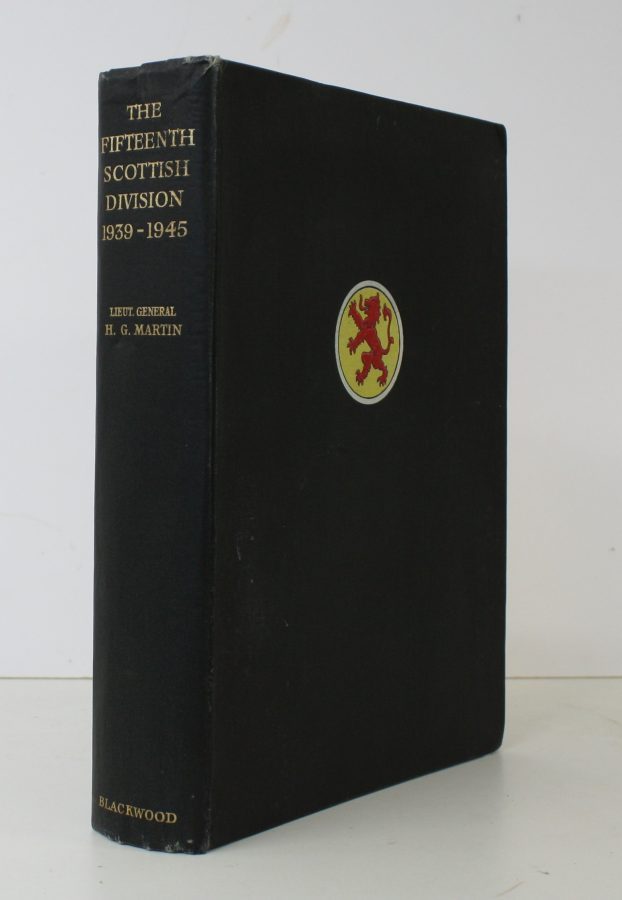 THE
FIFTEENTH
SCOTTISH
DIVISION
1939-1945
LIEUT. GENERAL
H. G. MARTIN
BLACKWOOD